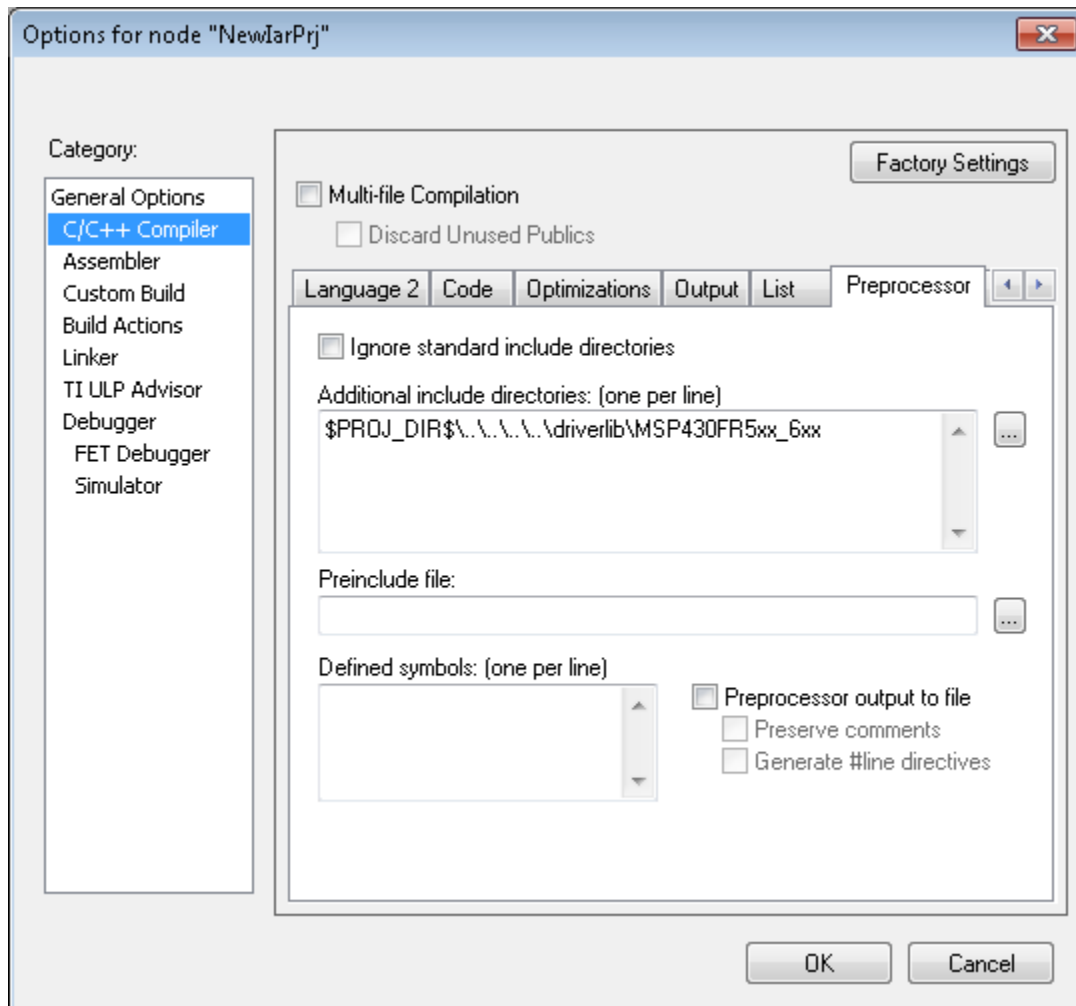 Options for node "NewIarPrj"
Category:
General Options
C/C++ Compiler
Assembler
Custom Build
Build Actions
Linker
TI ULP Advisor
Debugger
FET Debugger
Simulator
Factory Settings
Multi-file Compilation
Discard Unused Publics
Language 2 Code Optimizations Output List Preprocessor
Ignore standard include directories
Additional include directories: (one per line)
$PROJ_DIR$\..\..\..\..\driverlib\MSP430FR5xx_6xx
...
Preinclude file:
...
Defined symbols: (one per line)
Preprocessor output to file
Preserve comments
Generate #line directives
OK Cancel